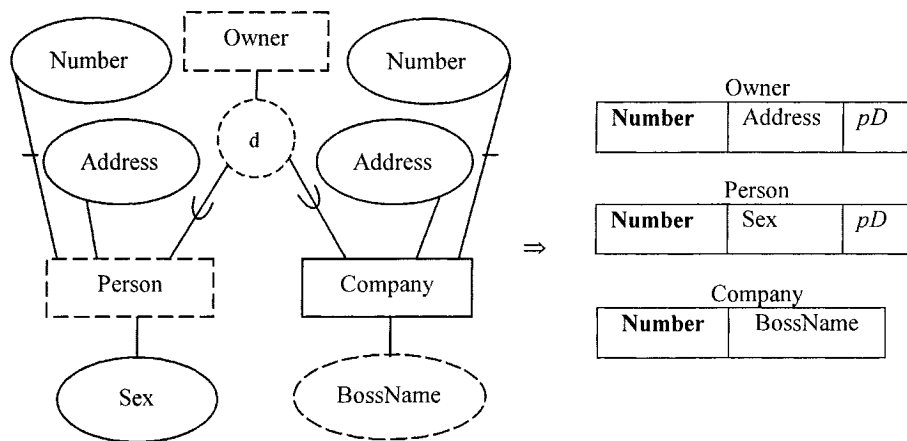 Owner
Number
Number
d
Address
Address
Person
Company
Sex
BossName
⇒
Owner
Number Address pD
Person
Number Sex pD
Company
Number BossName